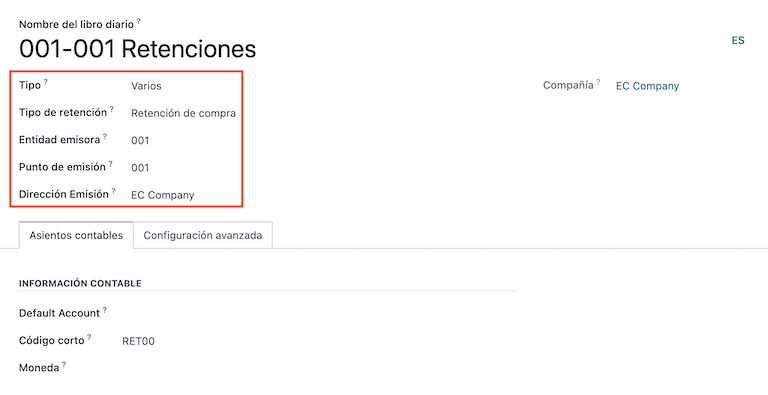 Nombre del libro diario ?
001-001 Retenciones
ES
Tipo ? Varios
Compañía ? EC Company
Tipo de retención ? Retención de compra
Entidad emisora ? 001
Punto de emisión ? 001
Dirección Emisión ? EC Company
Asientos contables Configuración avanzada
INFORMACIÓN CONTABLE
Default Account ?
Código corto ? RET00
Moneda ?